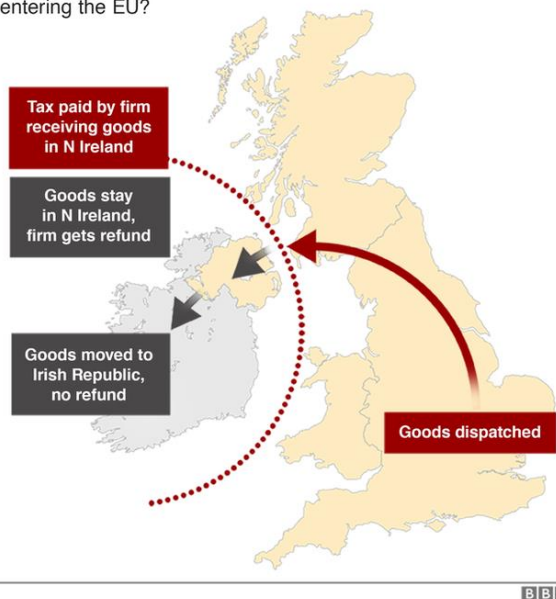 entering the EU?
Tax paid by firm
receiving goods
in N Ireland
Goods stay
in N Ireland,
firm gets refund
Goods moved to
Irish Republic,
no refund
Goods dispatched
BB